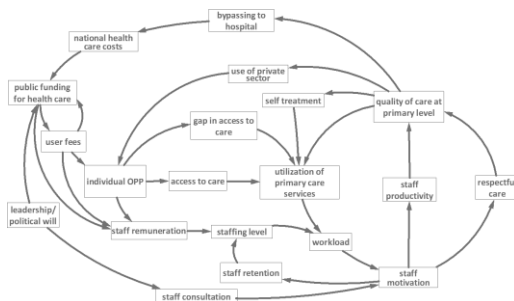 bypassing to
hospital
national health
care costs
use of private
sector
public funding
for health care
self treatment
quality of care at
primary level
gap in access to
care
user fees
individual OPP
access to care
utilization of
primary care
services
staff
productivity
respectful
care
leadership/
political will
staff remuneration
staffing level
workload
staff retention
staff
motivation
staff consultation